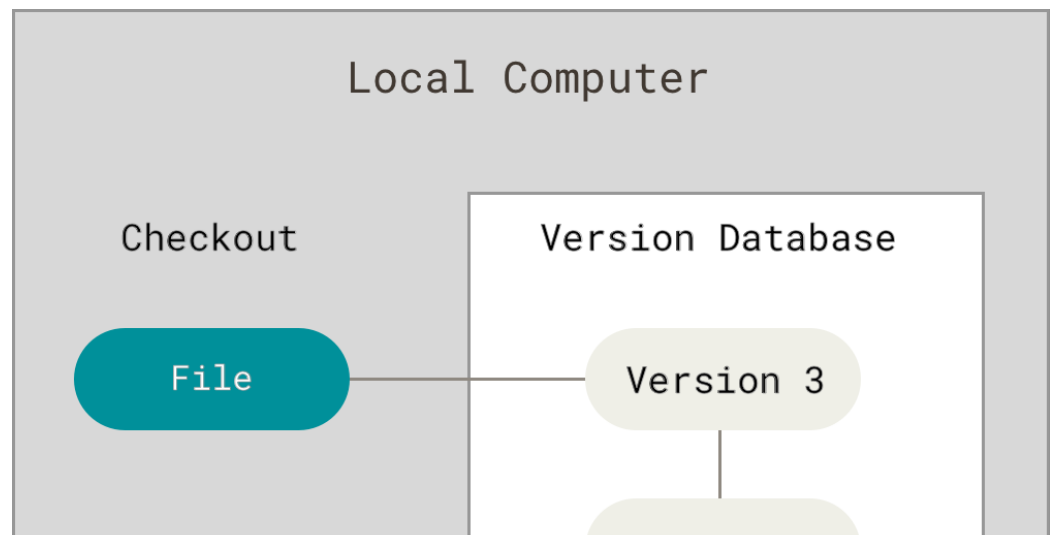 Local Computer
Checkout
Version Database
File
Version 3